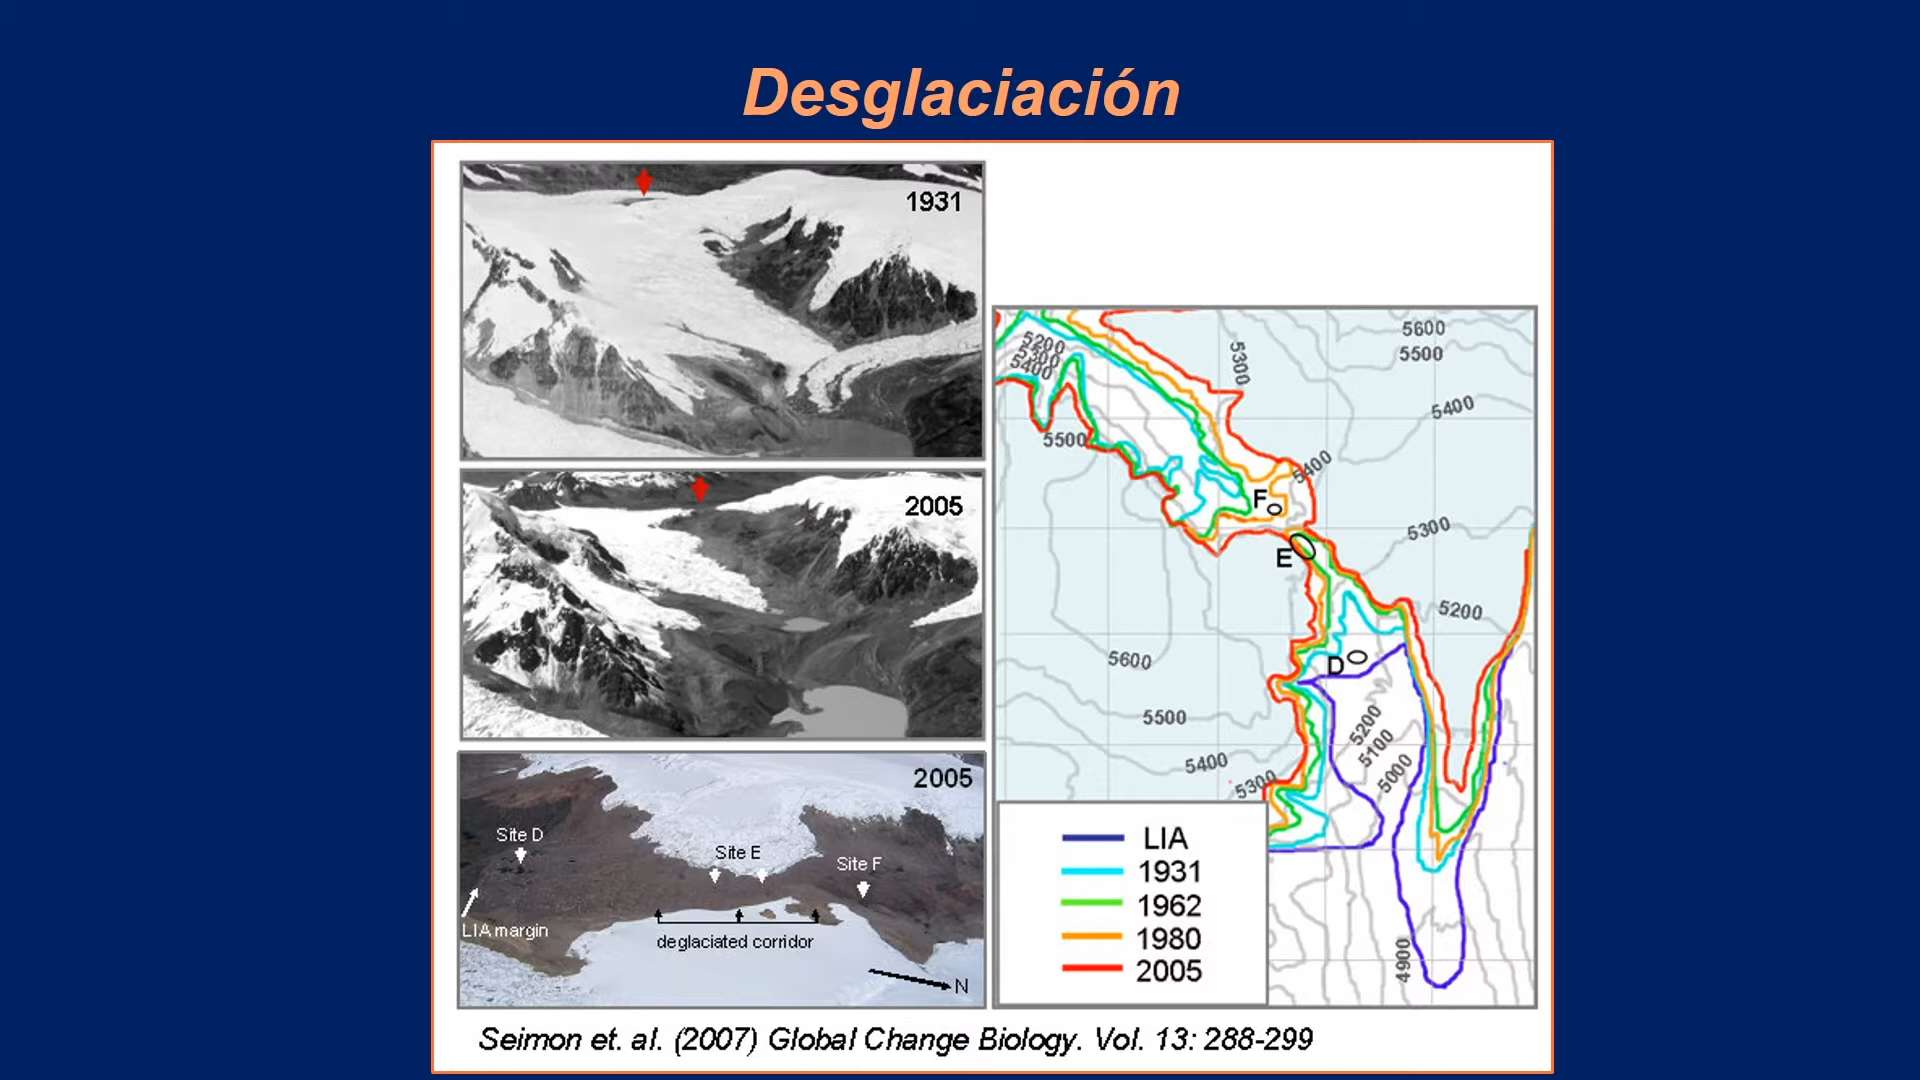 Desglaciación
1931
2005
2005
Site D
Site E
Site F
LIA margin
deglaciated corridor
N
5600
5500
5200
5300
5400
5300
5400
5500
5400
F
5300
E
5200
5600
D
5500
5200
5100
5400
5000
5300
4900
LIA
1931
1962
1980
2005
Seimon et. al. (2007) Global Change Biology. Vol. 13: 288-299